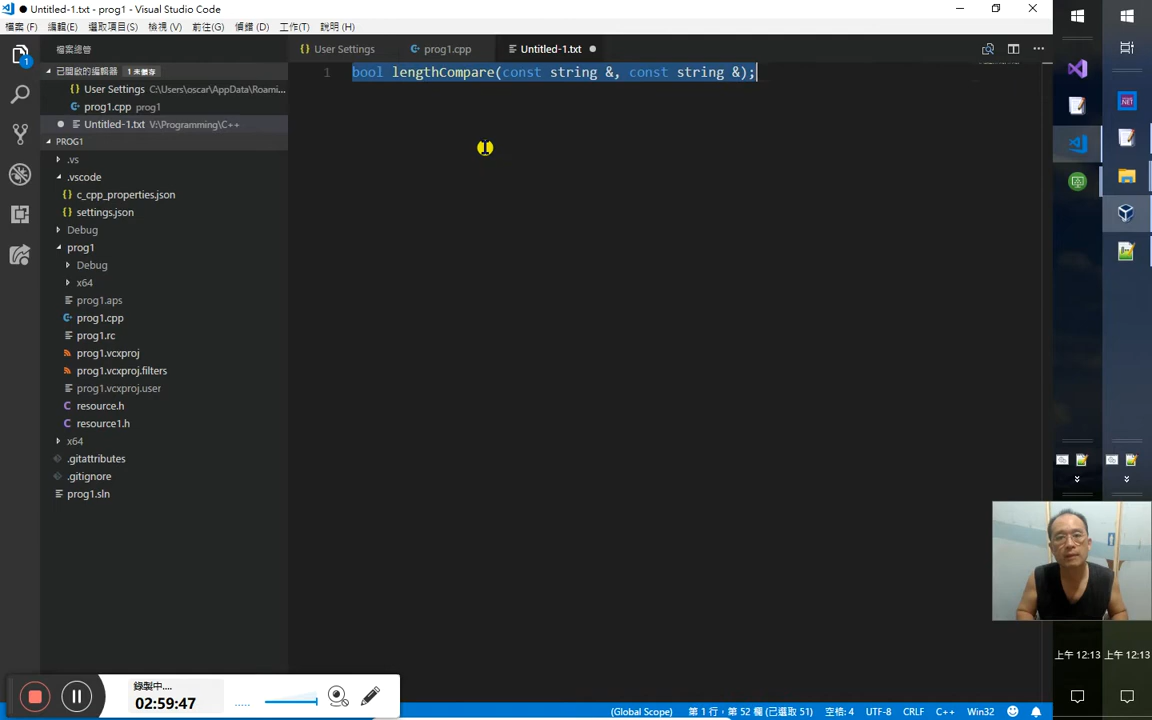 ● Untitled-1.txt - prog1 - Visual Studio Code
檔案(F) 編輯(E) 選取項目(S) 檢視(V) 前往(G) 偵錯(D) 工作(T) 說明(H)
檔案總管
{} User Settings
prog1.cpp
Untitled-1.txt ●
1 bool lengthCompare(const string &, const string &);
已開啟的編輯器 1 未儲存
{} User Settings C:\Users\oscar\AppData\Roami...
prog1.cpp prog1
● Untitled-1.txt V:\Programming\C++
PROG1
.vs
.vscode
{} c_cpp_properties.json
{} settings.json
Debug
prog1
Debug
x64
prog1.aps
prog1.cpp
prog1.rc
prog1.vcxproj
prog1.vcxproj.filters
prog1.vcxproj.user
C resource.h
C resource1.h
x64
.gitattributes
.gitignore
prog1.sln
錄製中....
02:59:47
(Global Scope) 第 1 行，第 52 欄 (已選取 51) 空格: 4 UTF-8 CRLF C++ Win32
上午 12:13 上午 12:13